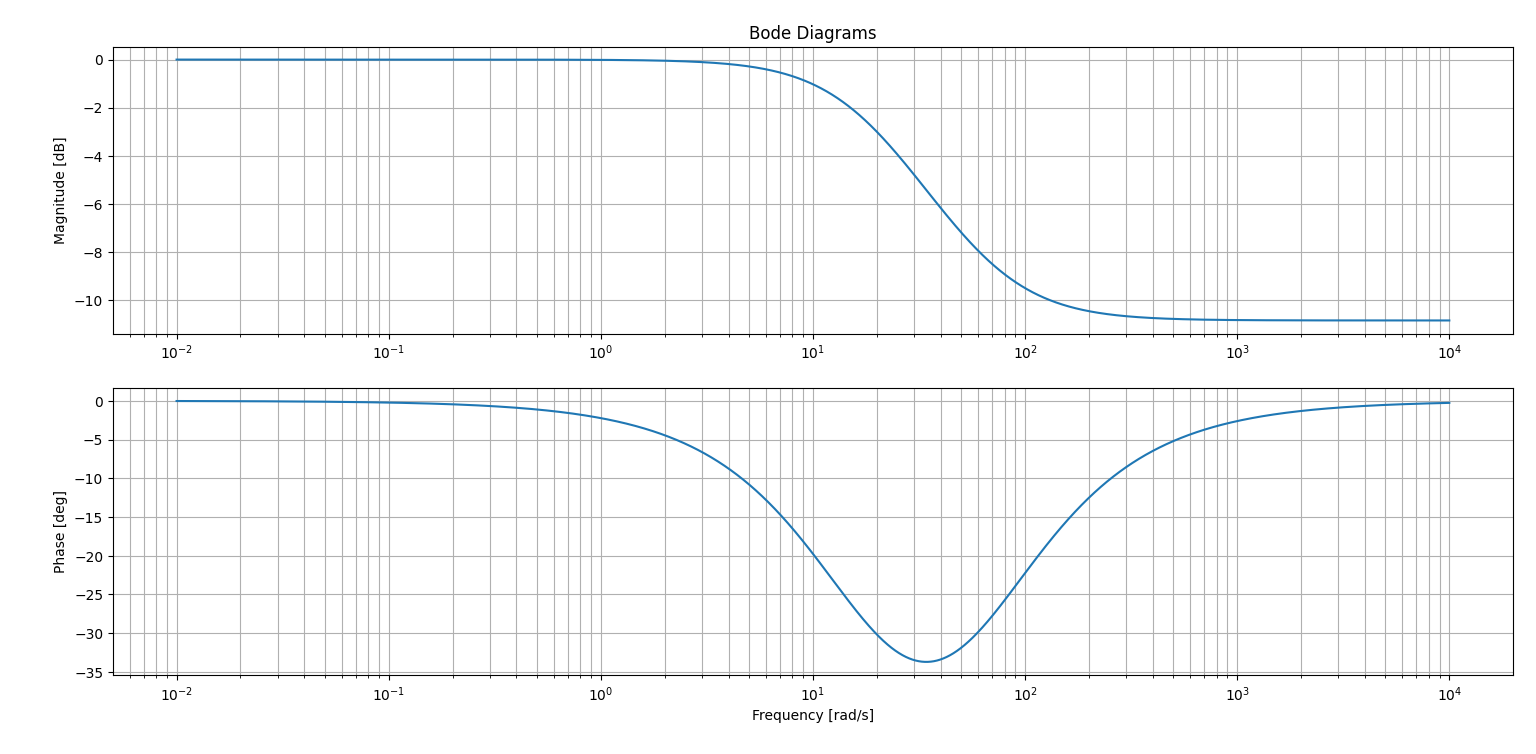 Bode Diagrams
Magnitude [dB]
0
−2
−4
−6
−8
−10
10⁻² 10⁻¹ 10⁰ 10¹ 10² 10³ 10⁴
Phase [deg]
0
−5
−10
−15
−20
−25
−30
−35
10⁻² 10⁻¹ 10⁰ 10¹ 10² 10³ 10⁴
Frequency [rad/s]